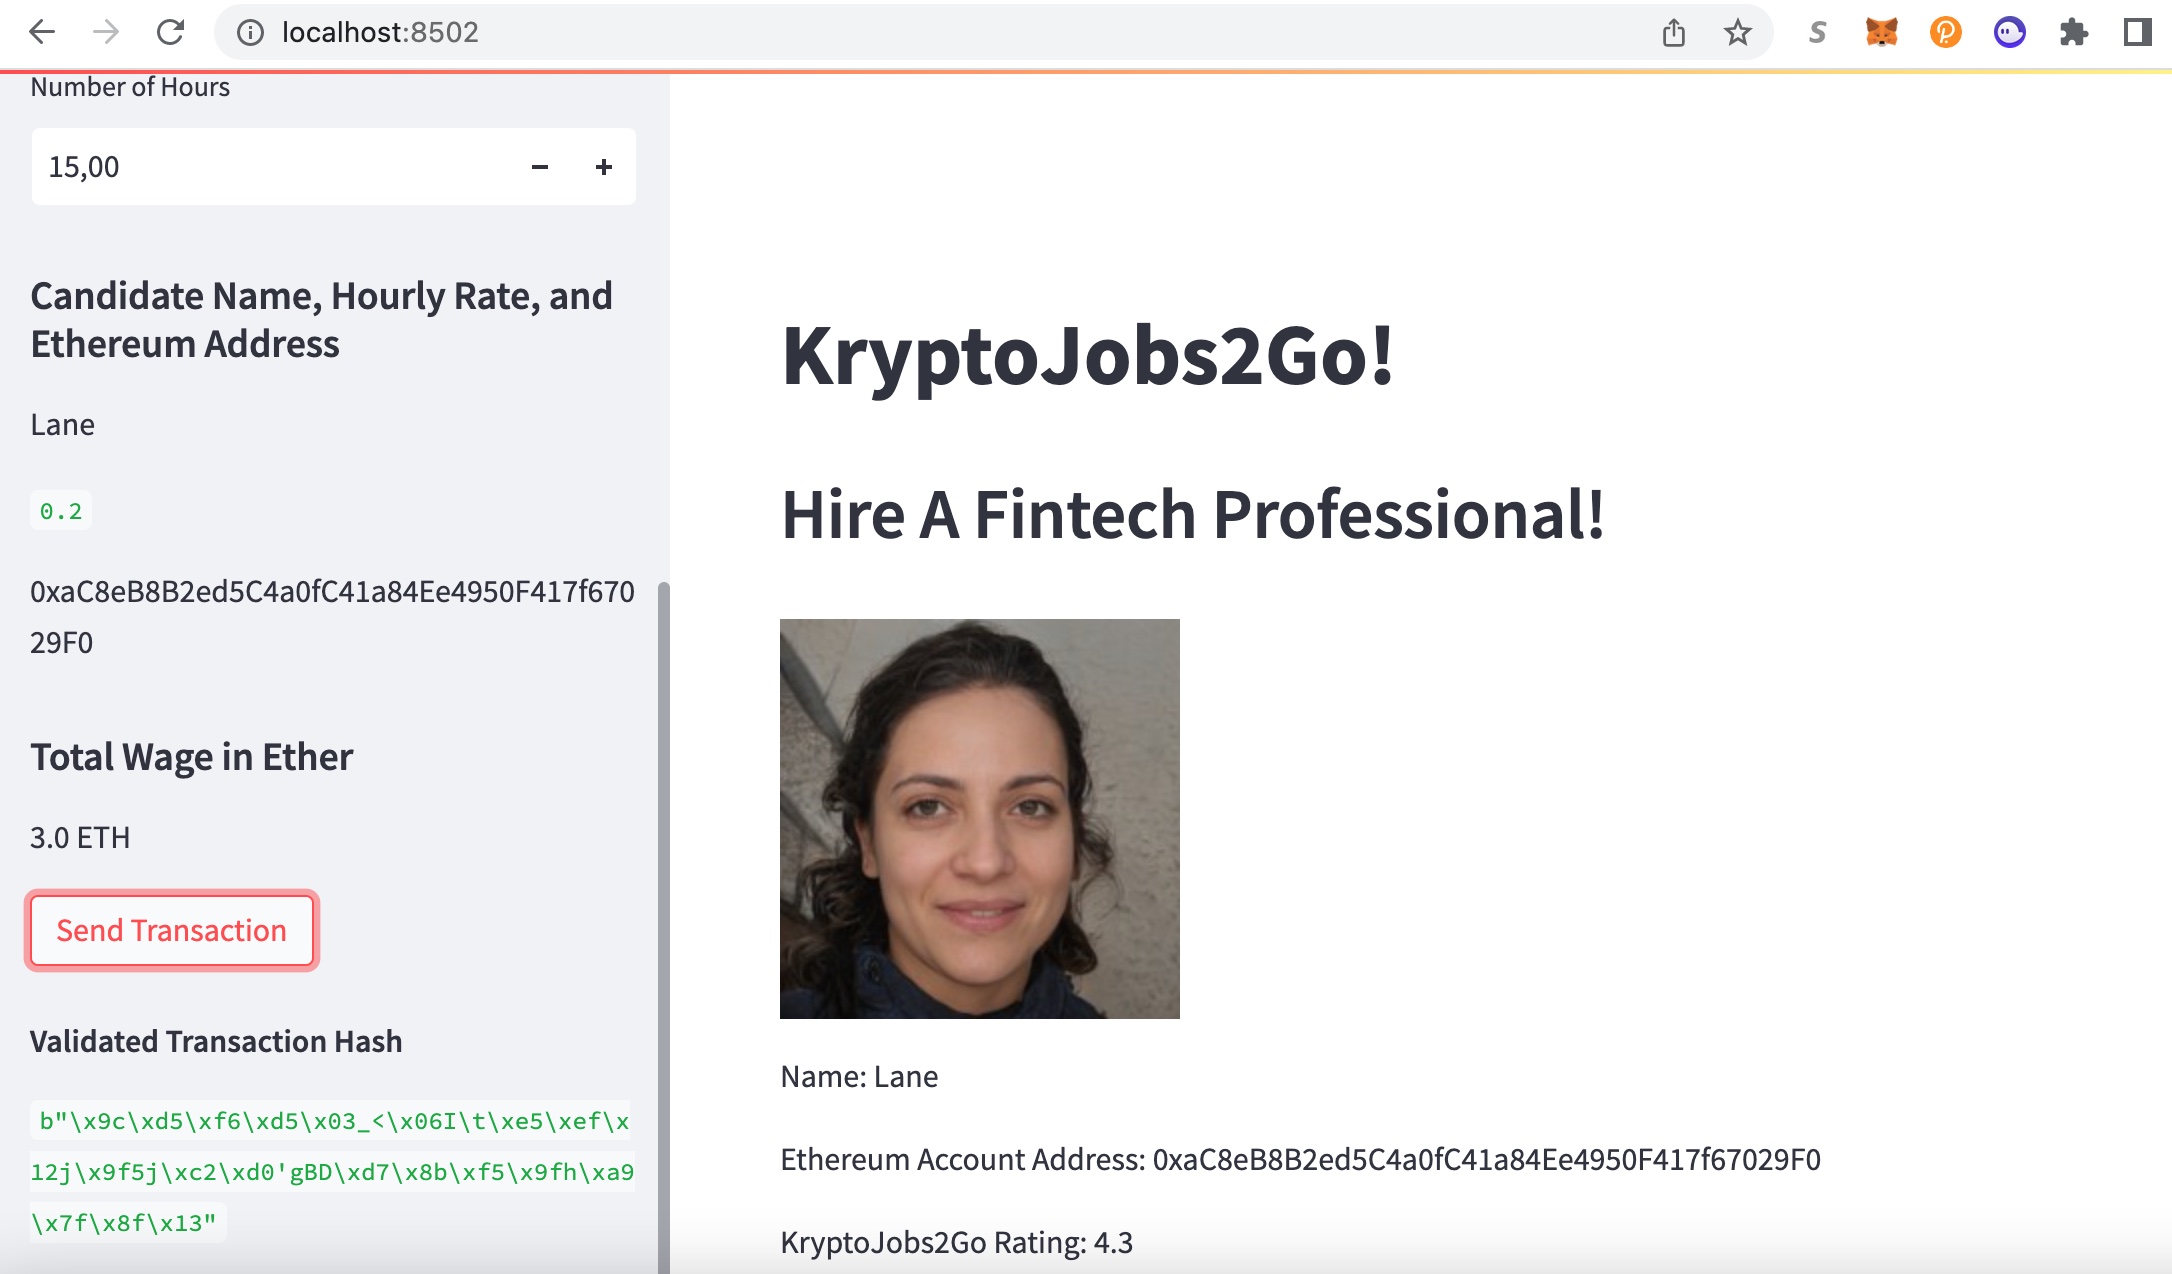 localhost:8502
Number of Hours
15,00
Candidate Name, Hourly Rate, and
Ethereum Address
Lane
0.2
0xaC8eB8B2ed5C4a0fC41a84Ee4950F417f670
29F0
Total Wage in Ether
3.0 ETH
Send Transaction
Validated Transaction Hash
b"\x9c\xd5\xf6\xd5\x03_<\x06I\t\xe5\xef\x
12j\x9f5j\xc2\xd0'gBD\xd7\x8b\xf5\x9fh\xa9
\x7f\x8f\x13"
KryptoJobs2Go!
Hire A Fintech Professional!
Name: Lane
Ethereum Account Address: 0xaC8eB8B2ed5C4a0fC41a84Ee4950F417f67029F0
KryptoJobs2Go Rating: 4.3